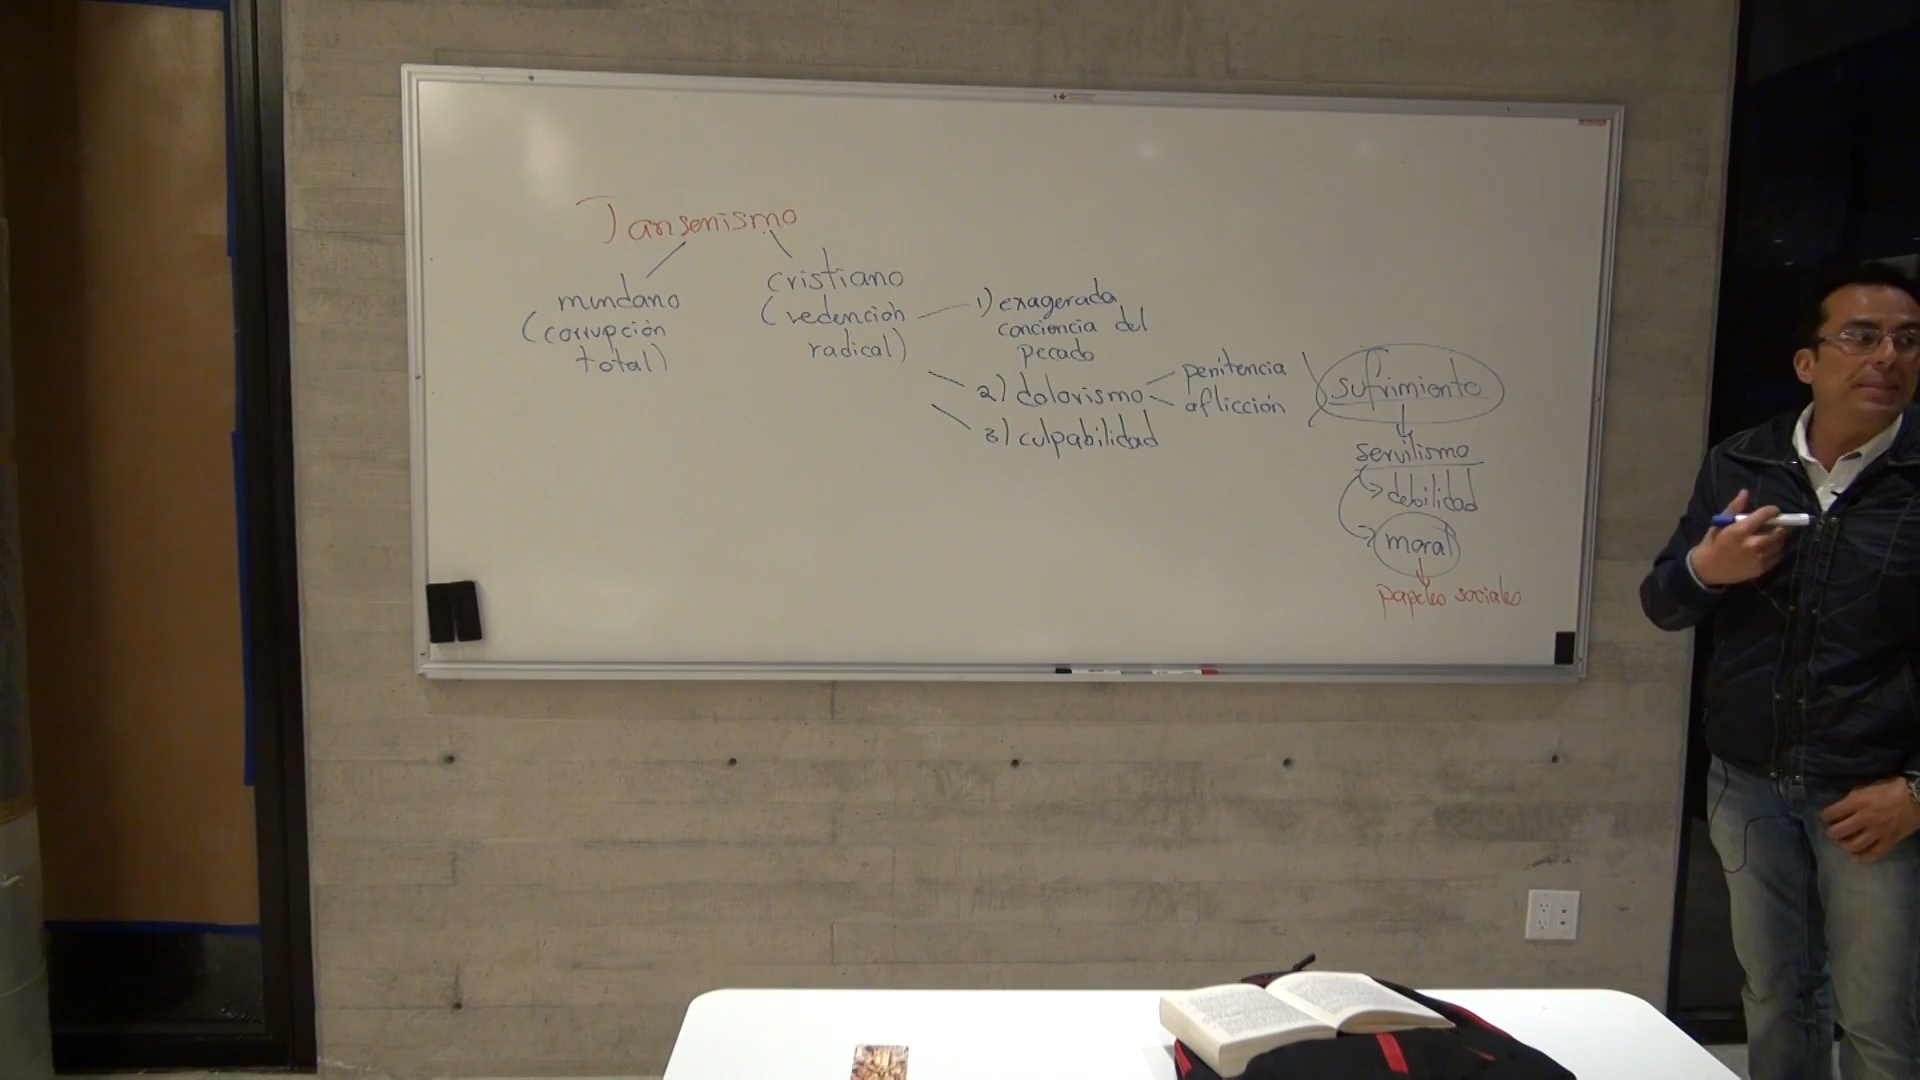 Jansenismo
mundano
(corrupción
total)
cristiano
(redención
radical)
1) exagerada
conciencia del
pecado
2) dolorismo
3) culpabilidad
penitencia
aflicción
sufrimiento
servilismo
debilidad
moral
papeles sociales